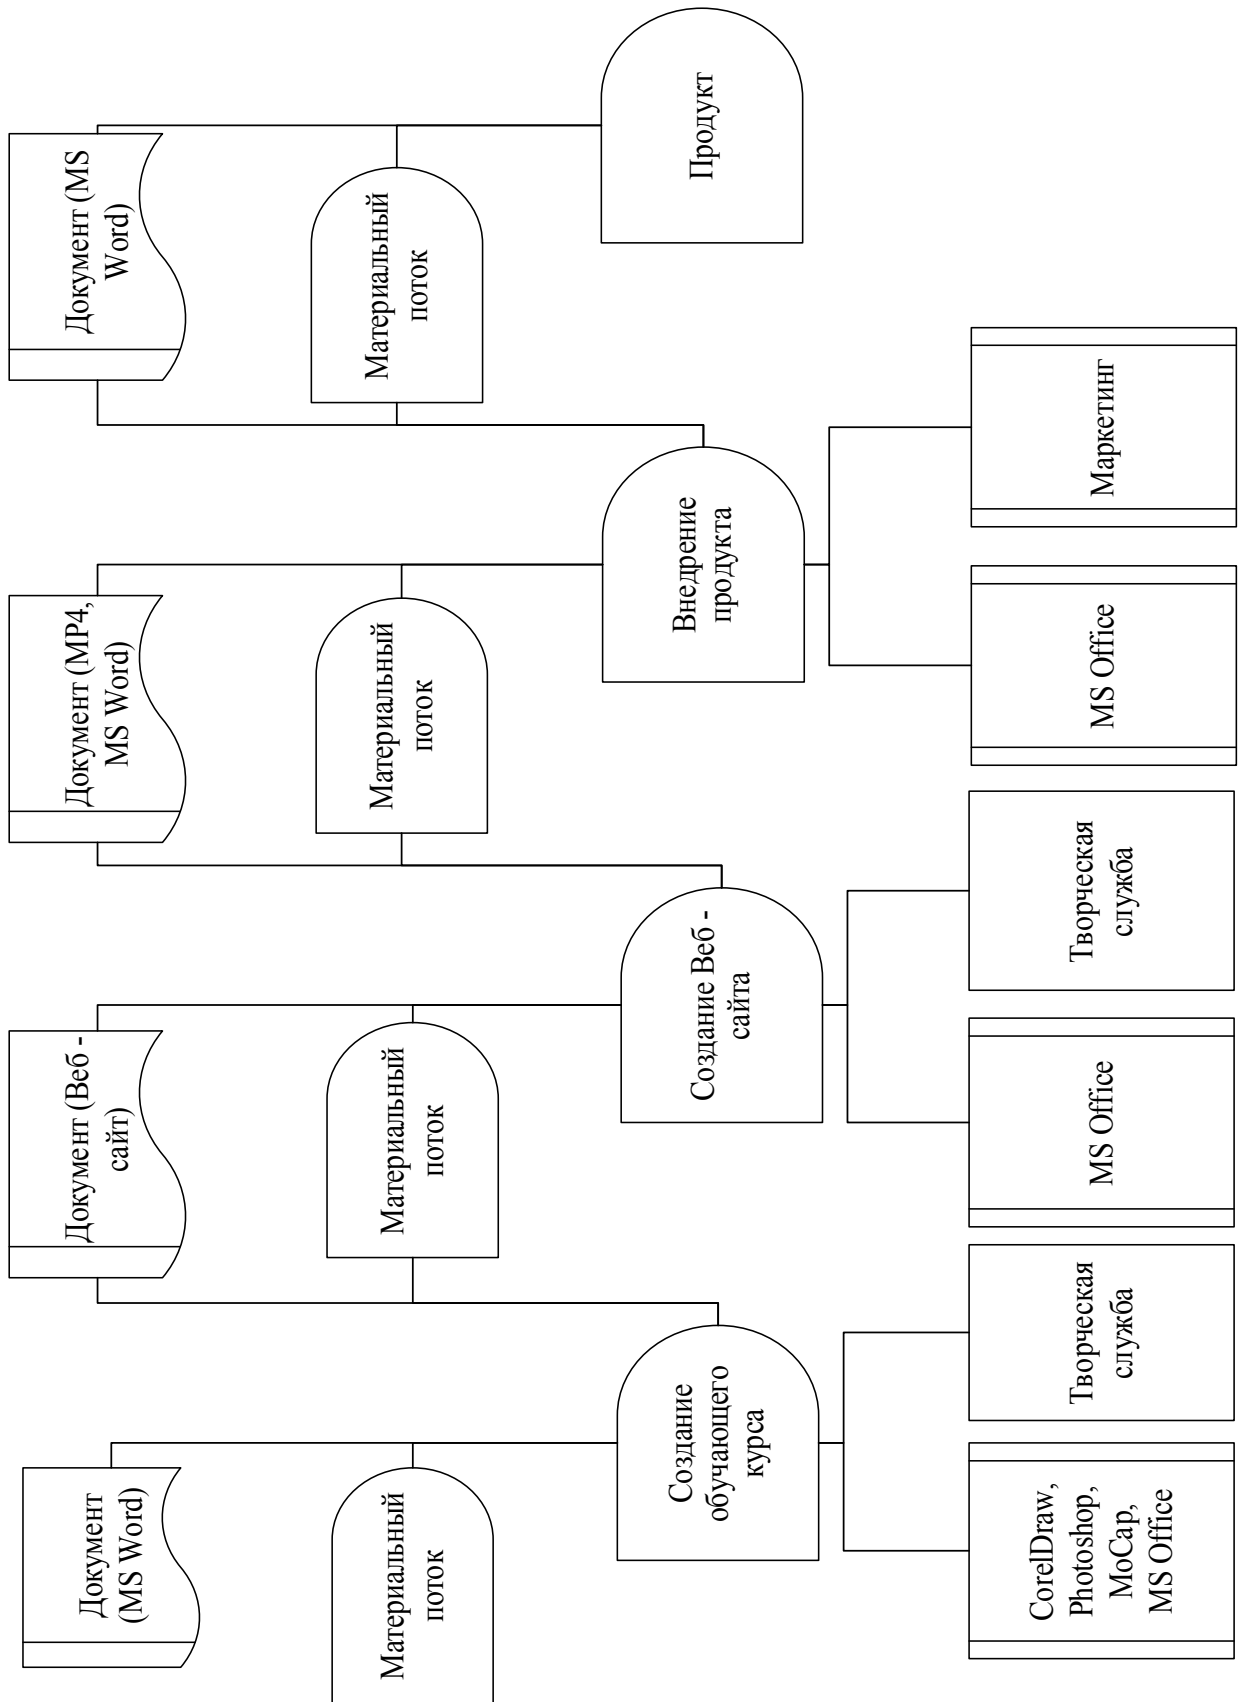 Документ
(MS Word)
Документ (Веб -
сайт)
Документ (MP4,
MS Word)
Документ (MS
Word)
Материальный
поток
Материальный
поток
Материальный
поток
Материальный
поток
Создание
обучающего
курса
Создание Веб -
сайта
Внедрение
продукта
Продукт
CorelDraw,
Photoshop,
MoCap,
MS Office
Творческая
служба
MS Office
Творческая
служба
MS Office
Маркетинг